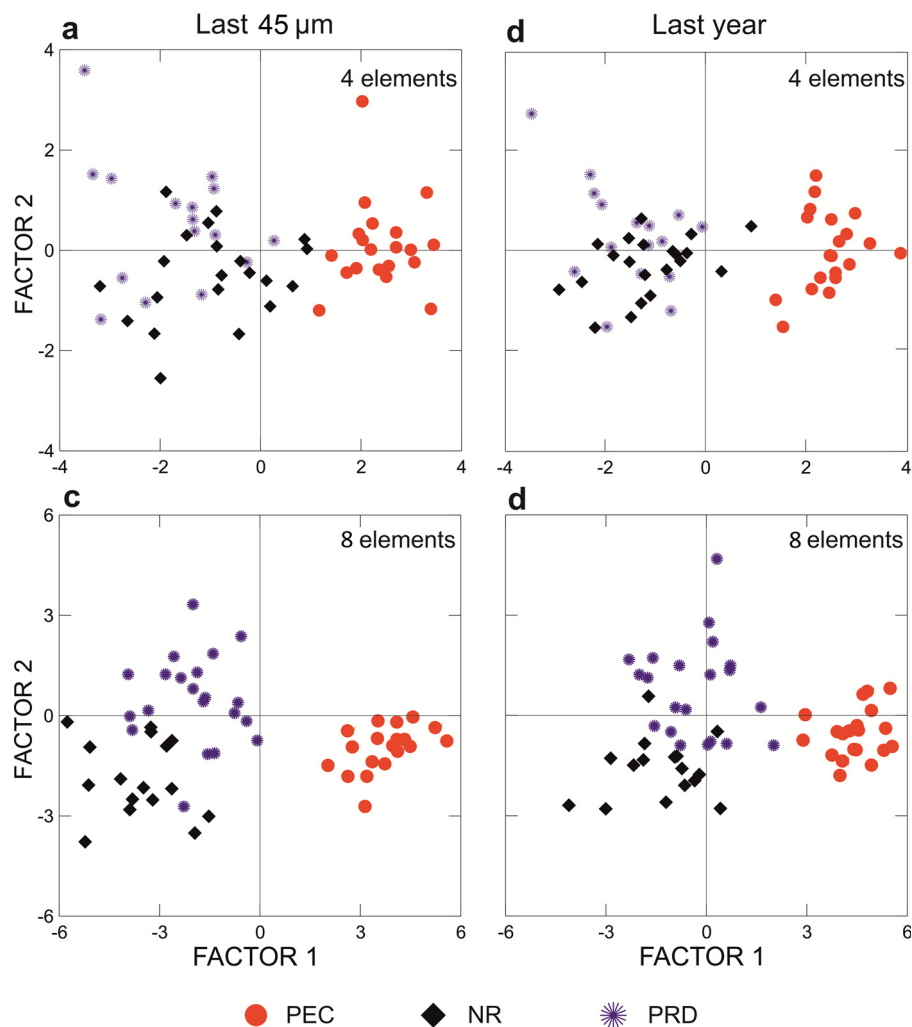 a Last 45 µm d Last year
4 elements 4 elements
4
2
0
-2
-4
FACTOR 2
-4 -2 0 2 4 -4 -2 0 2 4
c d
8 elements 8 elements
6
3
0
-3
-6
FACTOR 2
-6 -3 0 3 6 -6 -3 0 3 6
FACTOR 1 FACTOR 1
PEC NR PRD